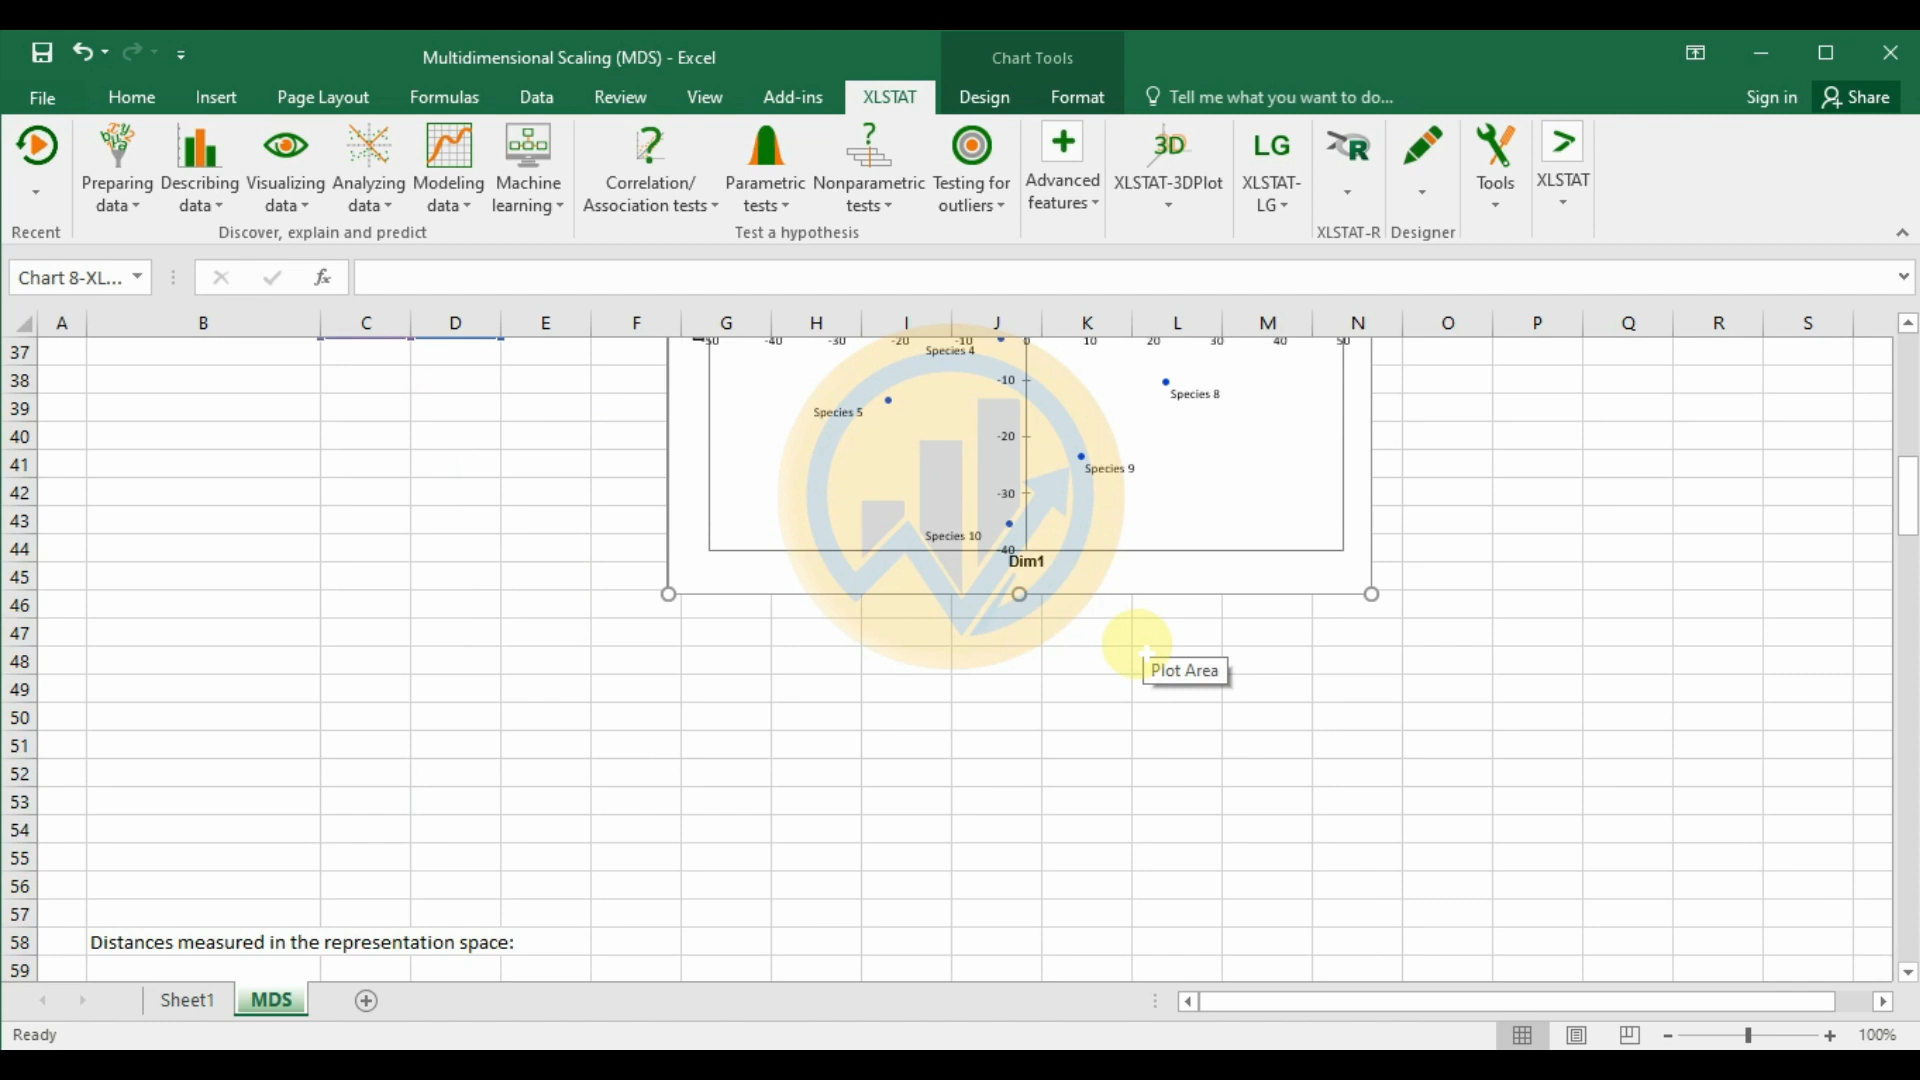 Multidimensional Scaling (MDS) - Excel
Chart Tools
File Home Insert Page Layout Formulas Data Review View Add-ins XLSTAT Design Format Tell me what you want to do... Sign in Share
Preparing data
Describing data
Visualizing data
Analyzing data
Modeling data
Machine learning
Correlation/ Association tests
Parametric tests
Nonparametric tests
Testing for outliers
Advanced features
3D
XLSTAT-3DPlot
LG
XLSTAT-LG
R
Tools
XLSTAT
Recent
Discover, explain and predict
Test a hypothesis
XLSTAT-R
Designer
Chart 8-XL...
fx
A B C D E F G H I J K L M N O P Q R S
37
38
39
40
41
42
43
44
45
46
47
48
49
50
51
52
53
54
55
56
57
58
59
-50 -40 -30 -20 -10 0 10 20 30 40 50
Species 4
-10
Species 8
Species 5
-20
Species 9
-30
Species 10
-40
Dim1
Plot Area
Distances measured in the representation space:
Sheet1 MDS
Ready
100%